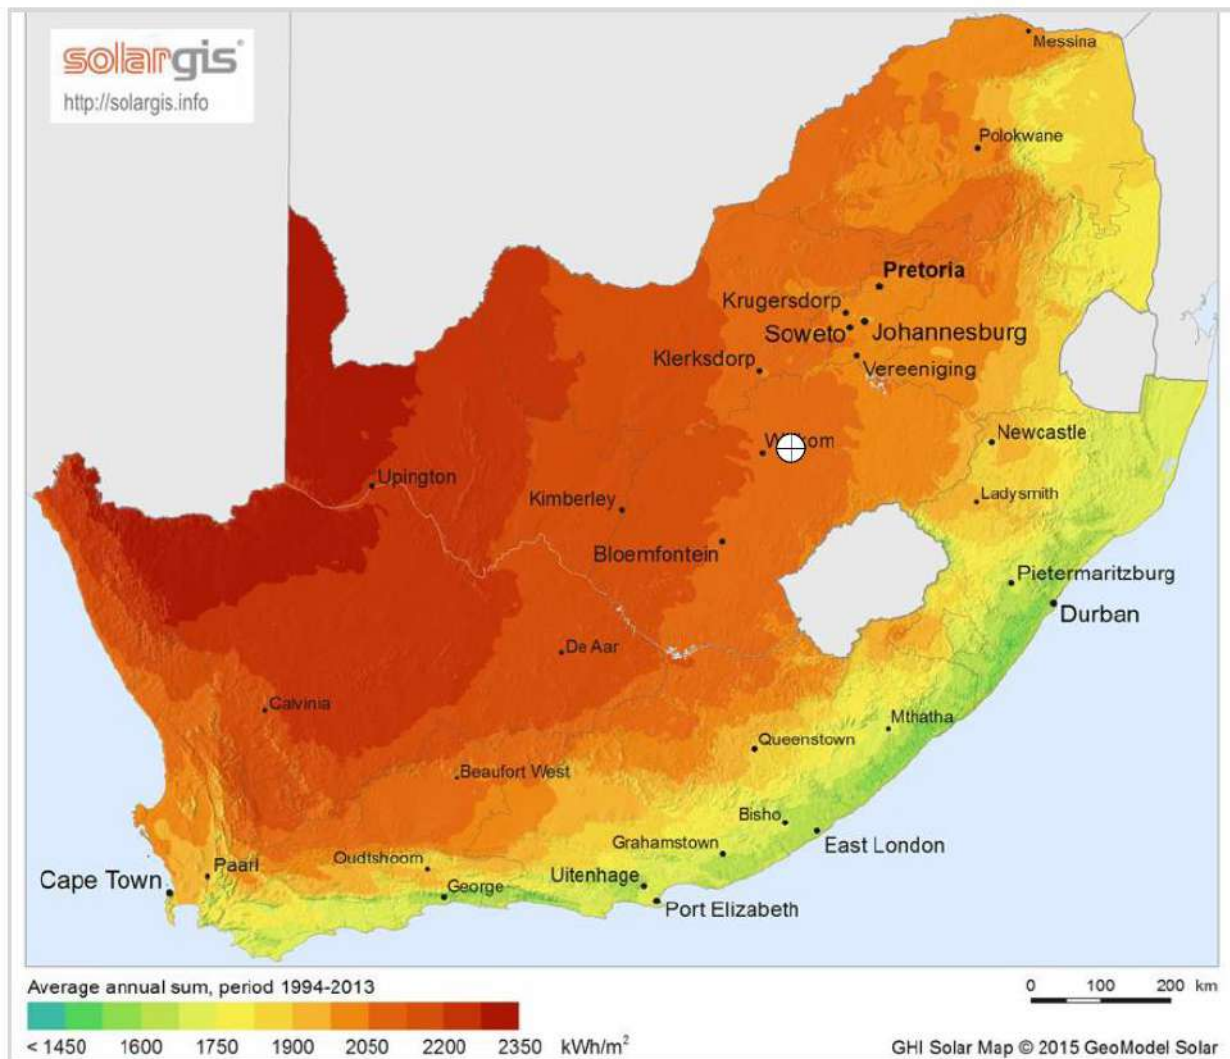 solargis
http://solargis.info
Messina
Polokwane
Pretoria
Krugersdorp
Soweto
Johannesburg
Klerksdorp
Vereeniging
Newcastle
Upington
Kimberley
Ladysmith
Bloemfontein
Pietermaritzburg
Durban
De Aar
Calvinia
Mthatha
Queenstown
Beaufort West
Bisho
East London
Grahamstown
Oudtshoorn
Paarl
Cape Town
Uitenhage
George
Port Elizabeth
Average annual sum, period 1994-2013
0 100 200 km
< 1450 1600 1750 1900 2050 2200 2350 kWh/m²
GHI Solar Map © 2015 GeoModel Solar